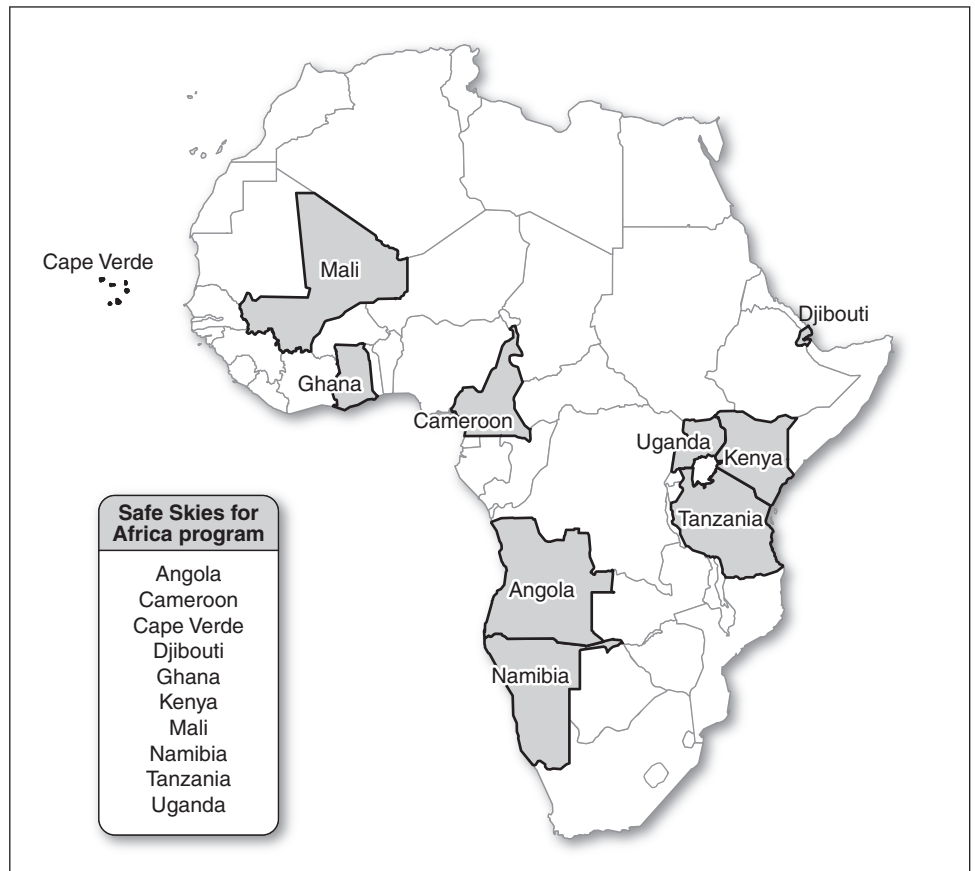 Cape Verde
Mali
Djibouti
Ghana
Cameroon
Uganda
Kenya
Tanzania
Angola
Namibia
Safe Skies for
Africa program
Angola
Cameroon
Cape Verde
Djibouti
Ghana
Kenya
Mali
Namibia
Tanzania
Uganda